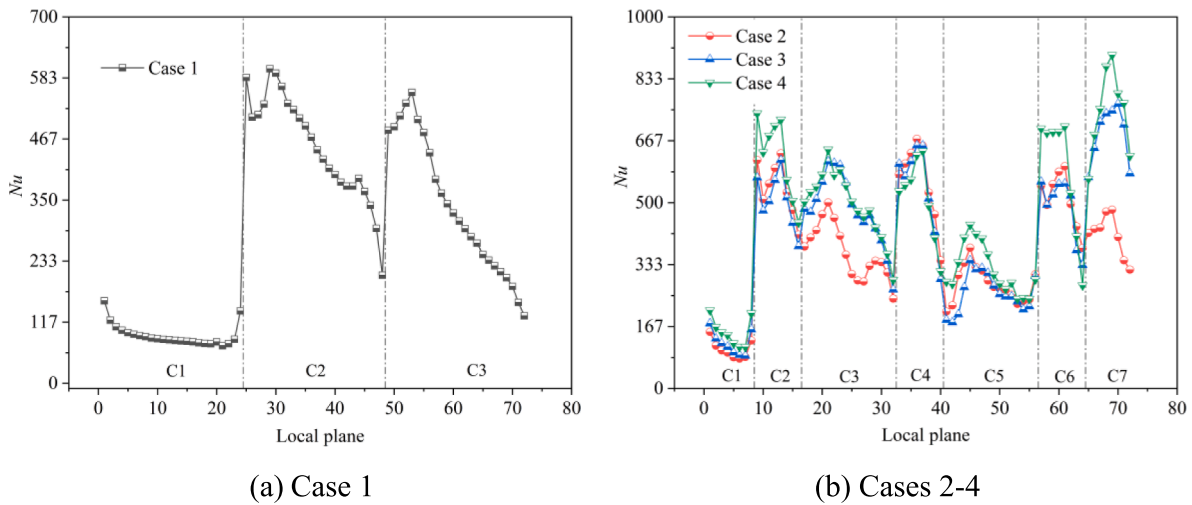 700
583
467
350
233
117
0
Nu
Case 1
C1
C2
C3
0
10
20
30
40
50
60
70
80
Local plane
(a) Case 1
1000
833
667
500
333
167
0
Nu
Case 2
Case 3
Case 4
C1
C2
C3
C4
C5
C6
C7
0
10
20
30
40
50
60
70
80
Local plane
(b) Cases 2-4